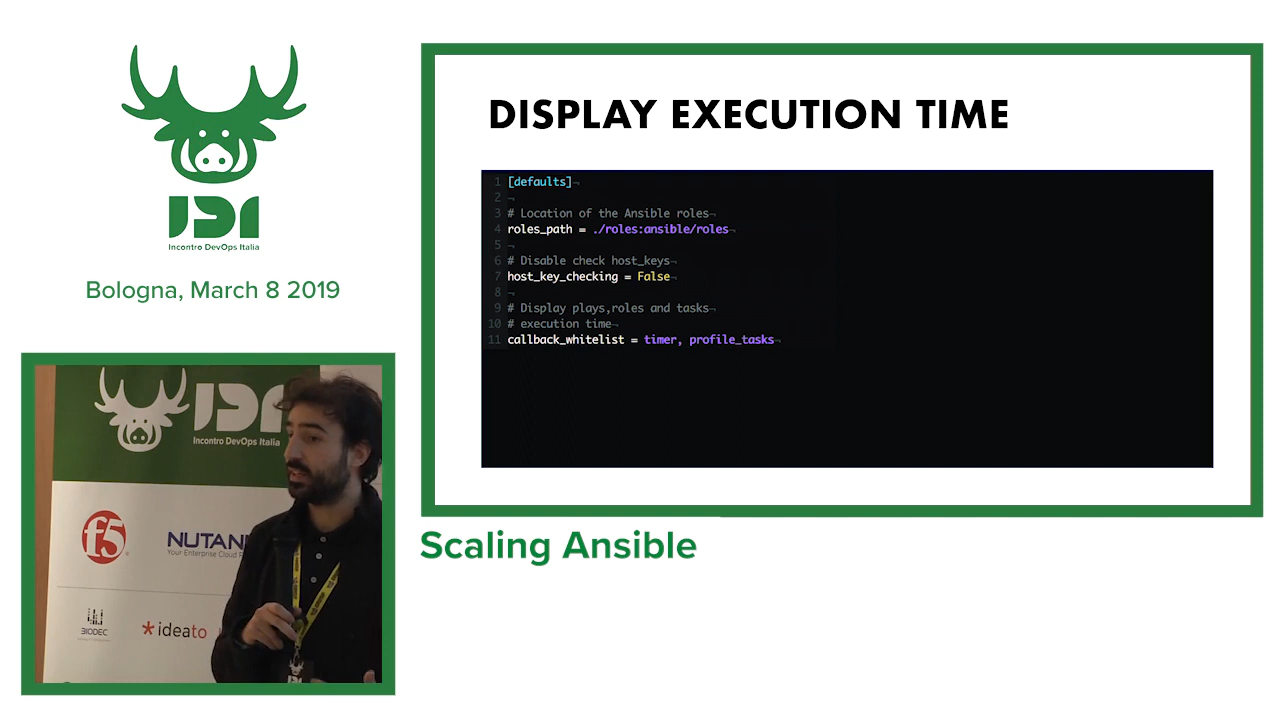 IDI
Incontro DevOps Italia
Bologna, March 8 2019
DISPLAY EXECUTION TIME
1 [defaults]¬
2 ¬
3 # Location of the Ansible roles¬
4 roles_path = ./roles:ansible/roles¬
5 ¬
6 # Disable check host_keys¬
7 host_key_checking = False¬
8 ¬
9 # Display plays,roles and tasks¬
10 # execution time¬
11 callback_whitelist = timer, profile_tasks¬
Scaling Ansible
IDI
Incontro DevOps Italia
f5
NUTANI
Your Enterprise Cloud
BIODEC
ideato